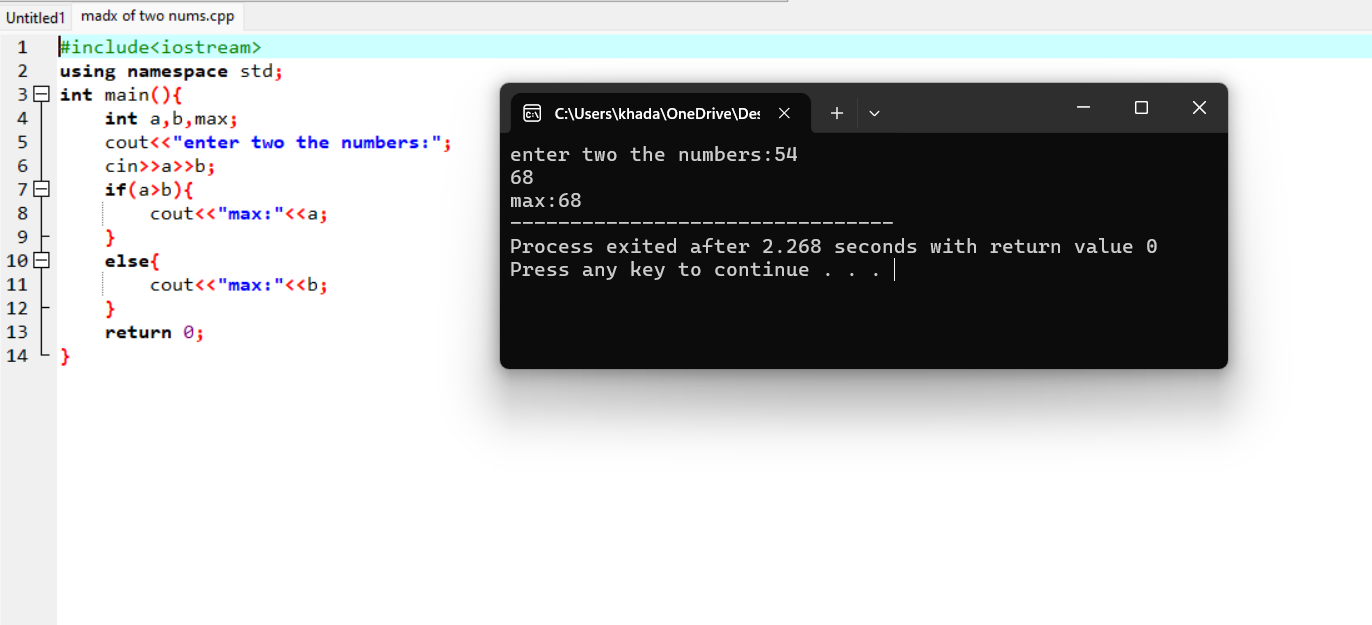 Untitled1 madx of two nums.cpp
1 #include<iostream>
2 using namespace std;
3 int main(){
4 int a,b,max;
5 cout<<"enter two the numbers:";
6 cin>>a>>b;
7 if(a>b){
8 cout<<"max:"<<a;
9 }
10 else{
11 cout<<"max:"<<b;
12 }
13 return 0;
14 }
C:\Users\khada\OneDrive\Des
enter two the numbers:54
68
max:68
--------------------------------
Process exited after 2.268 seconds with return value 0
Press any key to continue . . .